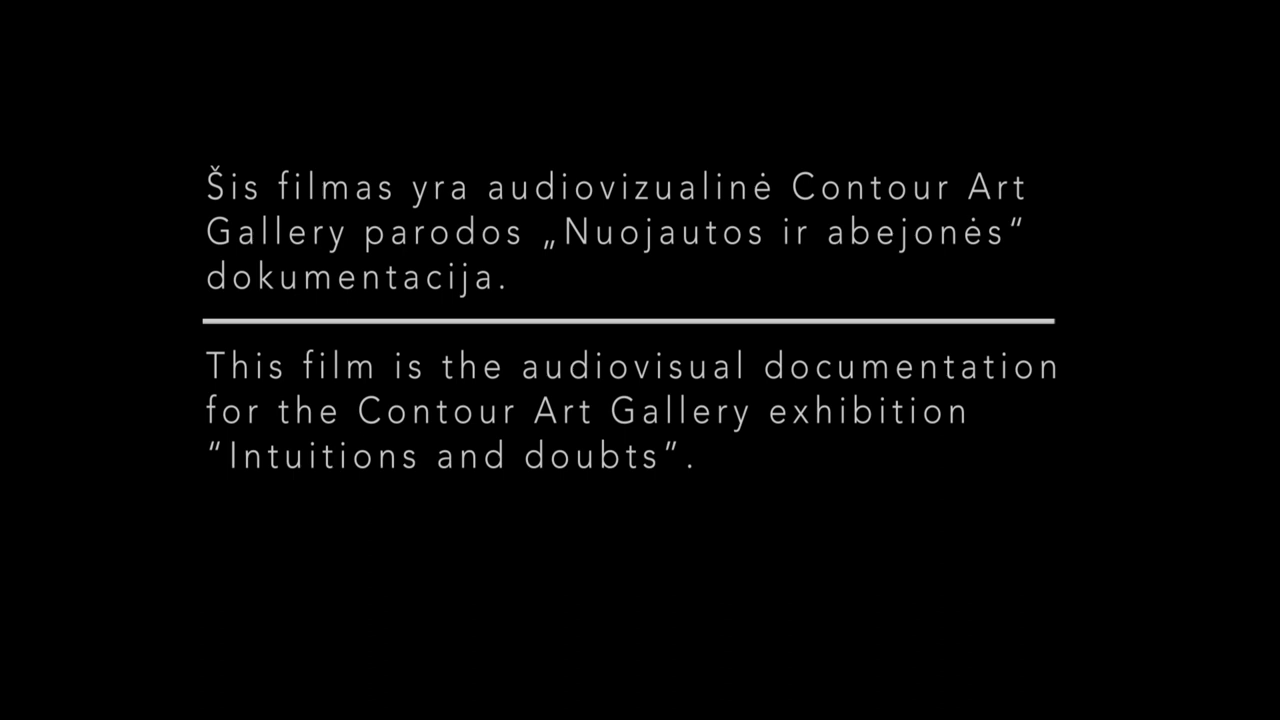 Šis filmas yra audiovizualinė Contour Art
Gallery parodos „Nuojautos ir abejonės“
dokumentacija.
This film is the audiovisual documentation
for the Contour Art Gallery exhibition
“Intuitions and doubts”.